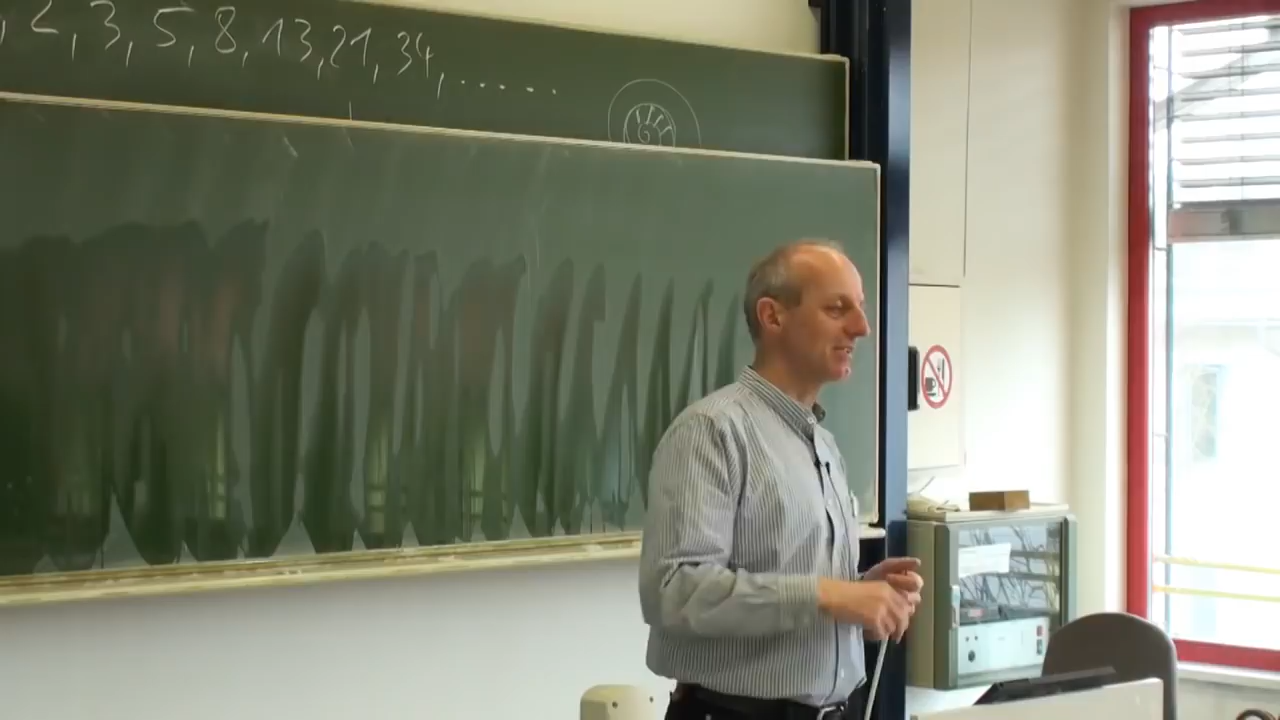 , 2, 3, 5, 8, 13, 21, 34, .....